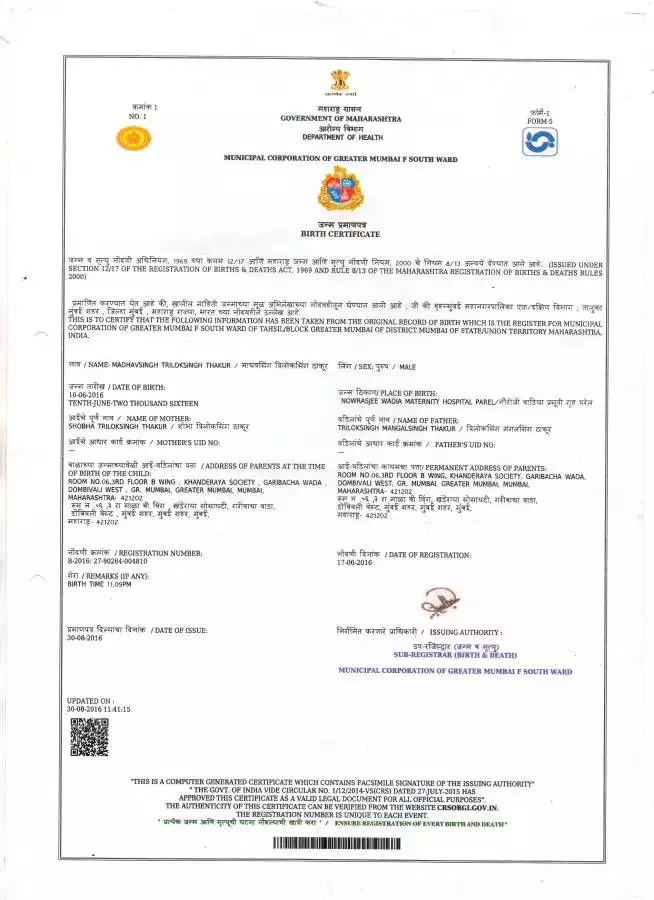 सत्यमेव जयते
क्रमांक 1
NO. 1
महाराष्ट्र शासन
GOVERNMENT OF MAHARASHTRA
आरोग्य विभाग
DEPARTMENT OF HEALTH
फॉर्म-5
FORM-5
MUNICIPAL CORPORATION OF GREATER MUMBAI F SOUTH WARD
जन्म प्रमाणपत्र
BIRTH CERTIFICATE
जन्म व मृत्यू नोंदणी अधिनियम, 1969 च्या कलम 12/17 आणि महाराष्ट्र जन्म आणि मृत्यू नोंदणी नियम, 2000 चे नियम 8/13 अन्वये देण्यात आले आहे. (ISSUED UNDER
SECTION 12/17 OF THE REGISTRATION OF BIRTHS & DEATHS ACT, 1969 AND RULE 8/13 OF THE MAHARASHTRA REGISTRATION OF BIRTHS & DEATHS RULES
2000)
प्रमाणित करण्यात येत आहे की, खालील माहिती जन्माच्या मूळ अभिलेखाच्या नोंदवहीतून घेण्यात आली आहे , जी की बृहन्मुंबई महानगरपालिका एफ/दक्षिण विभाग , तालुका
मुंबई शहर , जिल्हा मुंबई , महाराष्ट्र राज्या, भारत च्या नोंदवहीत उल्लेख आहे.
THIS IS TO CERTIFY THAT THE FOLLOWING INFORMATION HAS BEEN TAKEN FROM THE ORIGINAL RECORD OF BIRTH WHICH IS THE REGISTER FOR MUNICIPAL
CORPORATION OF GREATER MUMBAI F SOUTH WARD OF TAHSIL/BLOCK GREATER MUMBAI OF DISTRICT MUMBAI OF STATE/UNION TERRITORY MAHARASHTRA,
INDIA.
नाव / NAME: MADHAVSINGH TRILOKSINGH THAKUR / माधवसिंग त्रिलोकसिंग ठाकूर
लिंग / SEX: पुरुष / MALE
जन्म तारीख / DATE OF BIRTH:
10-06-2016
TENTH-JUNE-TWO THOUSAND SIXTEEN
जन्म ठिकाण/ PLACE OF BIRTH:
NOWRASJEE WADIA MATERNITY HOSPITAL PAREL/नौरोजी वाडिया प्रसूती गृह परेल
आईचे पूर्ण नाव / NAME OF MOTHER:
SHOBHA TRILOKSINGH THAKUR / शोभा त्रिलोकसिंग ठाकूर
वडिलांचे पूर्ण नाव / NAME OF FATHER:
TRILOKSINGH MANGALSINGH THAKUR / त्रिलोकसिंग मंगलसिंग ठाकूर
आईचे आधार कार्ड क्रमांक / MOTHER'S UID NO:
—
वडिलांचे आधार कार्ड क्रमांक / FATHER'S UID NO:
—
बाळाच्या जन्माच्यावेळी आई-वडिलांचा पत्ता / ADDRESS OF PARENTS AT THE TIME
OF BIRTH OF THE CHILD:
ROOM NO.06,3RD FLOOR B WING , KHANDERAYA SOCIETY , GARIBACHA WADA ,
DOMBIVALI WEST , GR. MUMBAI GREATER MUMBAI, MUMBAI,
MAHARASHTRA- 421202
रूम न .०६ ,३ रा माळा बी विंग , खंडेराया सोसायटी, गरीबाचा वाडा,
डोंबिवली वेस्ट , मुंबई शहर, मुंबई शहर, मुंबई,
महाराष्ट्र- 421202
आई-वडिलांचा कायमचा पत्ता/ PERMANENT ADDRESS OF PARENTS:
ROOM NO.06,3RD FLOOR B WING, KHANDERAYA SOCIETY, GARIBACHA WADA,
DOMBIVALI WEST, GR. MUMBAI, GREATER MUMBAI, MUMBAI,
MAHARASHTRA- 421202
रूम न .०६ ,३ रा माळा बी विंग, खंडेराया सोसायटी, गरीबाचा वाडा,
डोंबिवली वेस्ट, मुंबई शहर, मुंबई शहर, मुंबई,
महाराष्ट्र- 421202
नोंदणी क्रमांक / REGISTRATION NUMBER:
B-2016: 27-90264-004810
नोंदणी दिनांक / DATE OF REGISTRATION:
17-06-2016
शेरा / REMARKS (IF ANY):
BIRTH TIME 11.09PM
प्रमाणपत्र दिल्याचा दिनांक / DATE OF ISSUE:
30-08-2016
निर्गमित करणारे प्राधिकारी / ISSUING AUTHORITY :
उप-रजिस्ट्रार (जन्म व मृत्यू)
SUB-REGISTRAR (BIRTH & DEATH)
MUNICIPAL CORPORATION OF GREATER MUMBAI F SOUTH WARD
UPDATED ON :
30-08-2016 11:41:15
"THIS IS A COMPUTER GENERATED CERTIFICATE WHICH CONTAINS FACSIMILE SIGNATURE OF THE ISSUING AUTHORITY"
" THE GOVT. OF INDIA VIDE CIRCULAR NO. 1/12/2014-VS(CRS) DATED 27-JULY-2015 HAS
APPROVED THIS CERTIFICATE AS A VALID LEGAL DOCUMENT FOR ALL OFFICIAL PURPOSES".
THE AUTHENTICITY OF THIS CERTIFICATE CAN BE VERIFIED FROM THE WEBSITE CRSORGI.GOV.IN.
THE REGISTRATION NUMBER IS UNIQUE TO EACH EVENT.
" प्रत्येक जन्म आणि मृत्यूची घटना नोंदल्याची खात्री करा " / ENSURE REGISTRATION OF EVERY BIRTH AND DEATH"